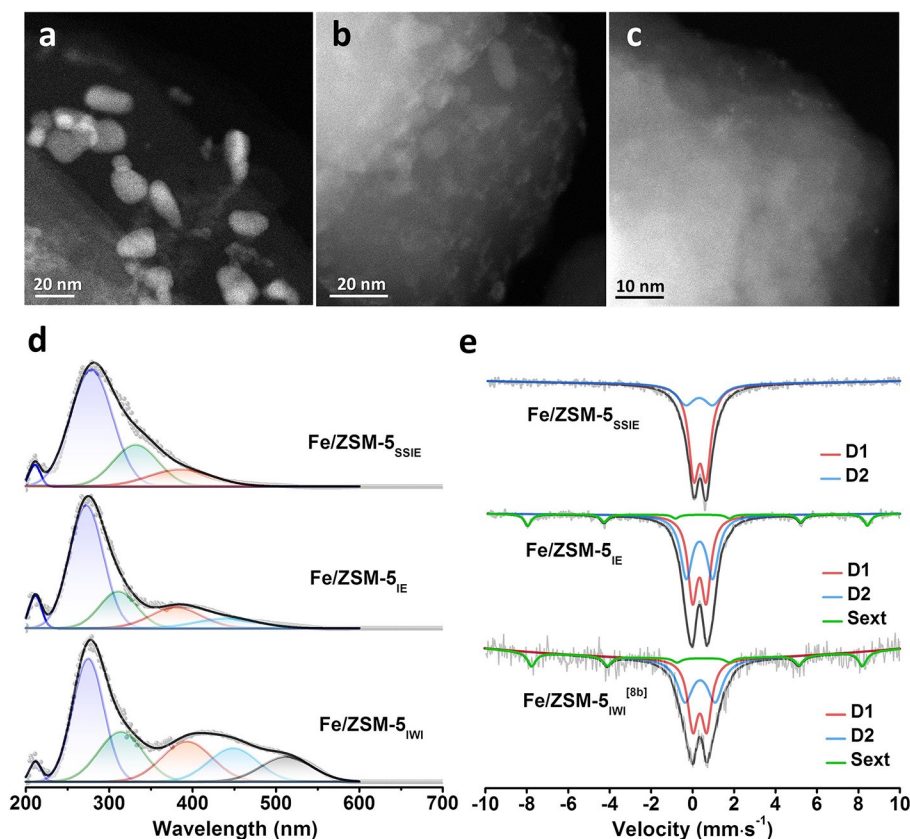 a
b
c
20 nm
20 nm
10 nm
d
e
Fe/ZSM-5SSIE
Fe/ZSM-5IE
Fe/ZSM-5IWI
200 300 400 500 600 700
Wavelength (nm)
Fe/ZSM-5SSIE
D1
D2
Fe/ZSM-5IE
D1
D2
Sext
Fe/ZSM-5IWI[8b]
D1
D2
Sext
-10 -8 -6 -4 -2 0 2 4 6 8 10
Velocity (mm·s-1)